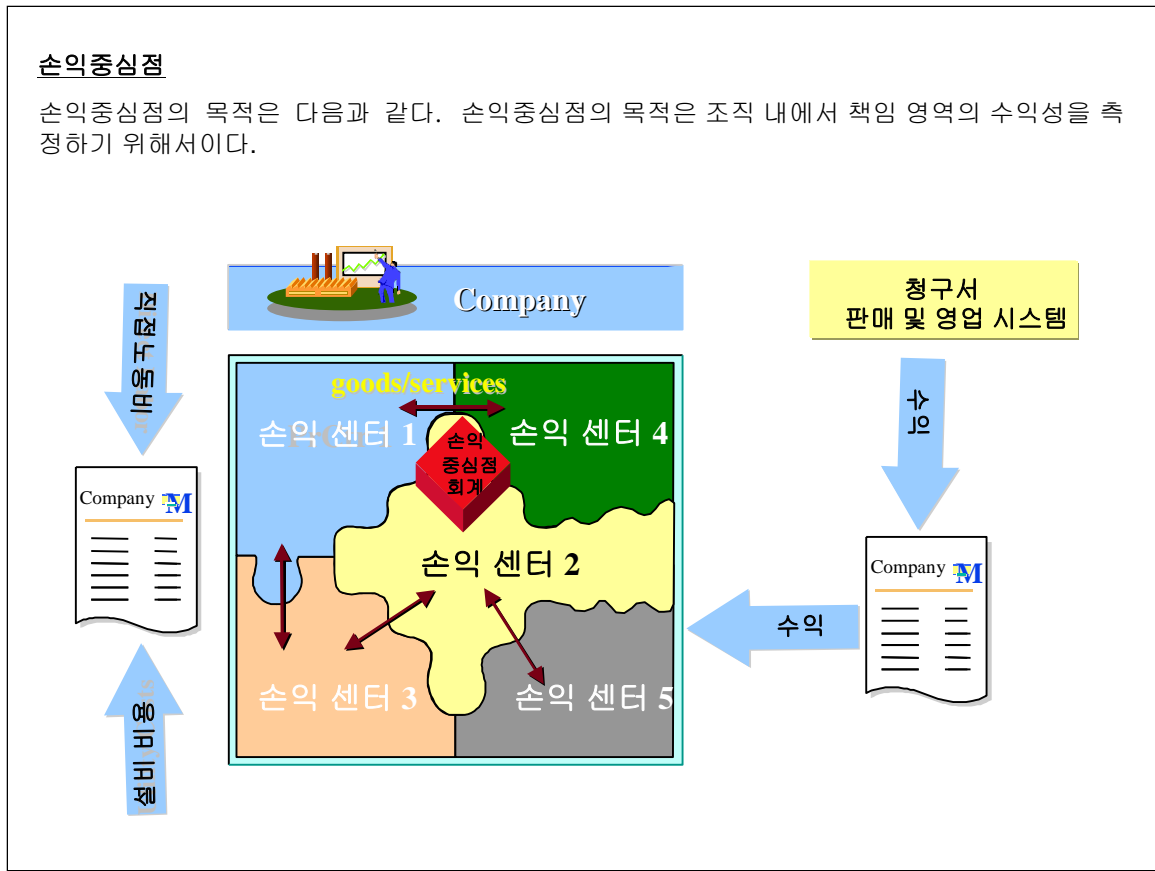 손익중심점
손익중심점의 목적은 다음과 같다. 손익중심점의 목적은 조직 내에서 책임 영역의 수익성을 측
정하기 위해서이다.
Company
청구서
판매 및 영업 시스템
직접노동비
goods/services
손익 센터 1
손익 센터 4
손익
중심점
회계
수익
Company M
손익 센터 2
Company M
수익
손익 센터 3
손익 센터 5